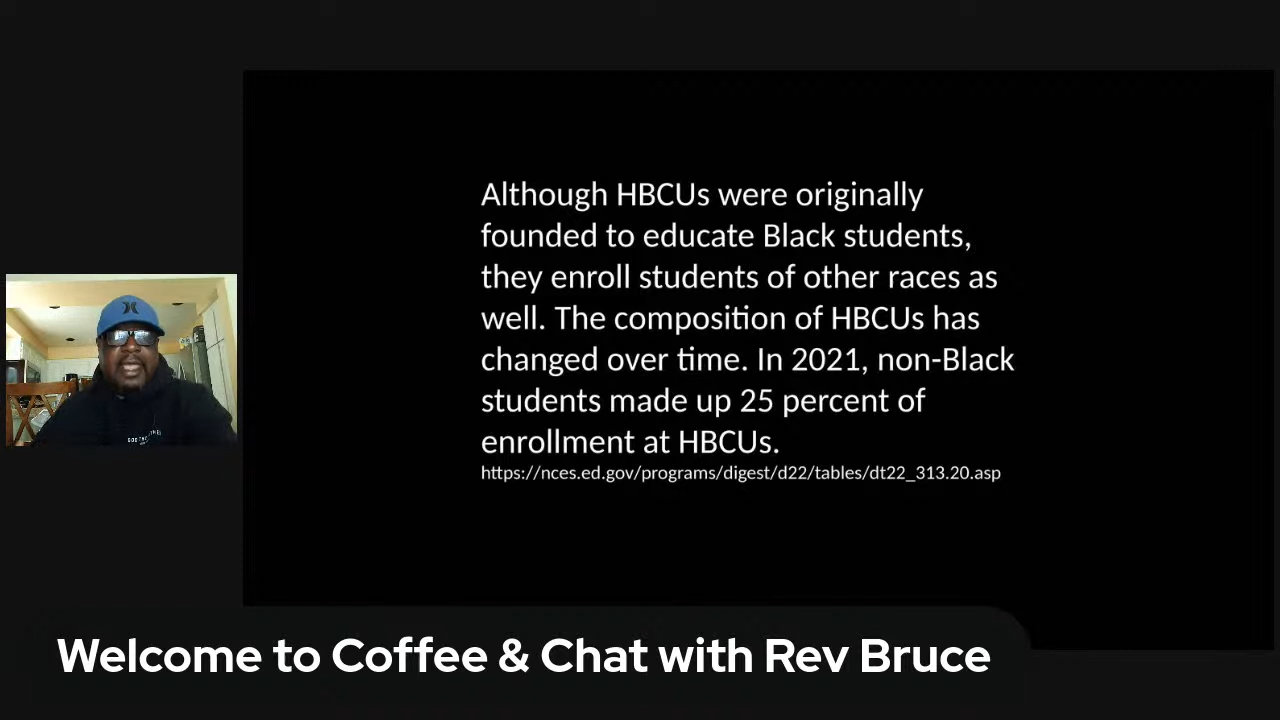 Although HBCUs were originally
founded to educate Black students,
they enroll students of other races as
well. The composition of HBCUs has
changed over time. In 2021, non-Black
students made up 25 percent of
enrollment at HBCUs.
https://nces.ed.gov/programs/digest/d22/tables/dt22_313.20.asp
Welcome to Coffee & Chat with Rev Bruce